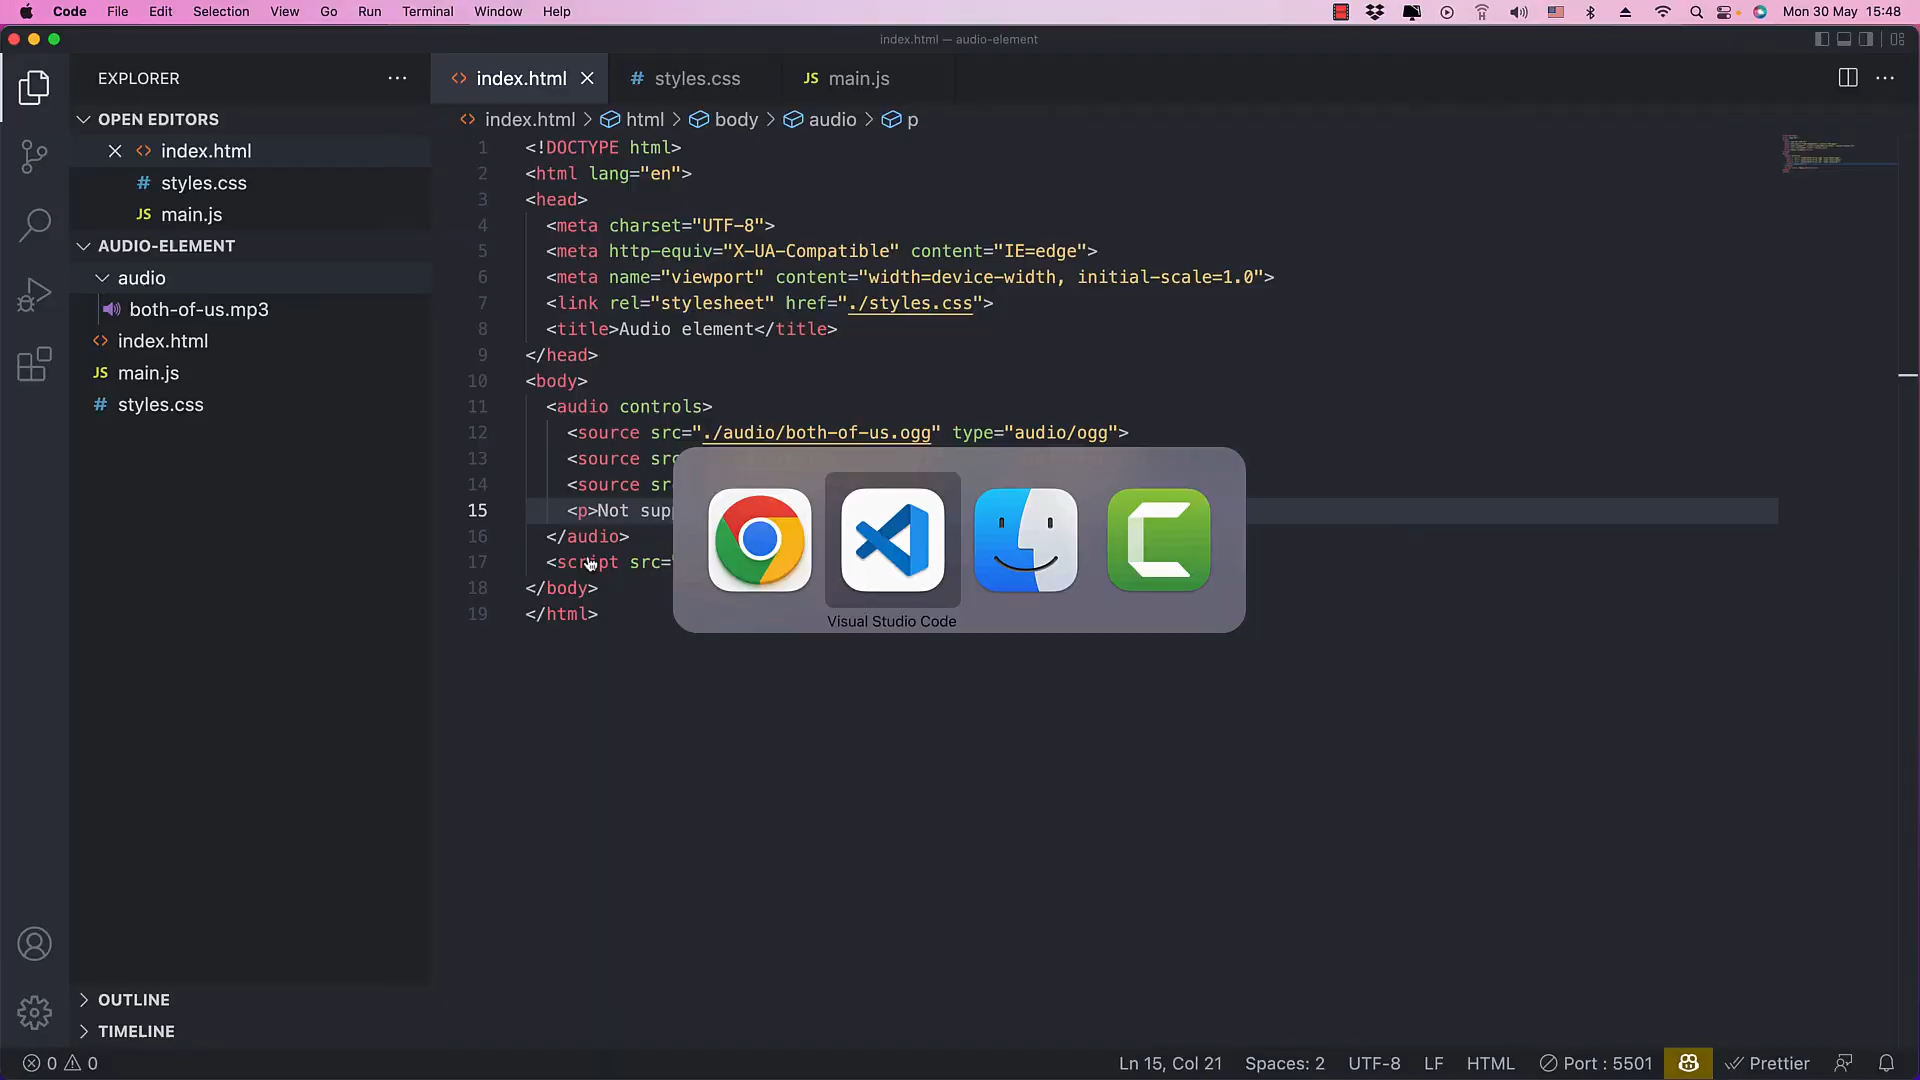 Code File Edit Selection View Go Run Terminal Window Help Mon 30 May 15:48
index.html — audio-element
EXPLORER
index.html styles.css JS main.js
OPEN EDITORS
index.html > html > body > audio > p
index.html
styles.css
JS main.js
AUDIO-ELEMENT
audio
both-of-us.mp3
index.html
JS main.js
styles.css
1 <!DOCTYPE html>
2 <html lang="en">
3 <head>
4 <meta charset="UTF-8">
5 <meta http-equiv="X-UA-Compatible" content="IE=edge">
6 <meta name="viewport" content="width=device-width, initial-scale=1.0">
7 <link rel="stylesheet" href="./styles.css">
8 <title>Audio element</title>
9 </head>
10 <body>
11 <audio controls>
12 <source src="./audio/both-of-us.ogg" type="audio/ogg">
13 <source src
14 <source sr
15 <p>Not supp
16 </audio>
17 <script src="
18 </body>
19 </html>
Visual Studio Code
OUTLINE
TIMELINE
0 0 Ln 15, Col 21 Spaces: 2 UTF-8 LF HTML Port : 5501 Prettier